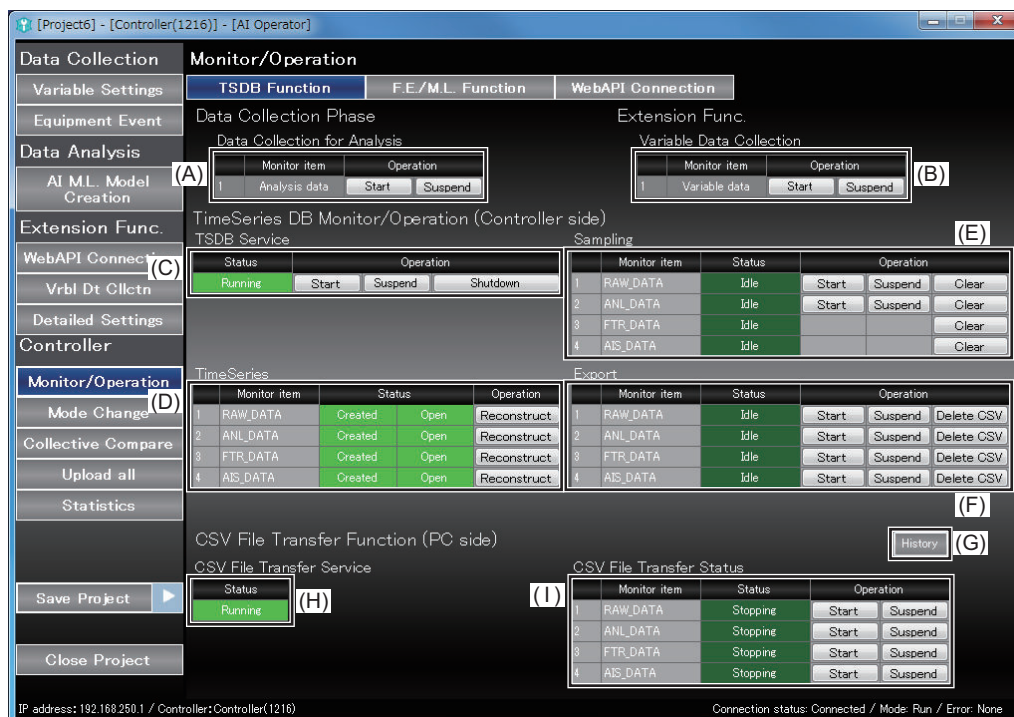 [Project6] - [Controller(1216)] - [AI Operator]
Data Collection
Variable Settings
Equipment Event
Data Analysis
AI M.L. Model
Creation
Extension Func.
WebAPI Connecti
Vrbl Dt Cllctn
Detailed Settings
Controller
Monitor/Operation
Mode Change
Collective Compare
Upload all
Statistics
Save Project
Close Project
Monitor/Operation
TSDB Function F.E./M.L. Function WebAPI Connection
Data Collection Phase
Data Collection for Analysis
(A)
Monitor item Operation
1 Analysis data Start Suspend
Extension Func.
Variable Data Collection
Monitor item Operation
1 Variable data Start Suspend
(B)
TimeSeries DB Monitor/Operation (Controller side)
TSDB Service
(C)
Status Operation
Running Start Suspend Shutdown
Sampling
(E)
Monitor item Status Operation
1 RAW_DATA Idle Start Suspend Clear
2 ANL_DATA Idle Start Suspend Clear
3 FTR_DATA Idle Clear
4 AIS_DATA Idle Clear
TimeSeries
(D)
Monitor item Status Operation
1 RAW_DATA Created Open Reconstruct
2 ANL_DATA Created Open Reconstruct
3 FTR_DATA Created Open Reconstruct
4 AIS_DATA Created Open Reconstruct
Export
Monitor item Status Operation
1 RAW_DATA Idle Start Suspend Delete CSV
2 ANL_DATA Idle Start Suspend Delete CSV
3 FTR_DATA Idle Start Suspend Delete CSV
4 AIS_DATA Idle Start Suspend Delete CSV
(F)
CSV File Transfer Function (PC side)
History (G)
CSV File Transfer Service
Status
Running
(H)
CSV File Transfer Status
(I)
Monitor item Status Operation
1 RAW_DATA Stopping Start Suspend
2 ANL_DATA Stopping Start Suspend
3 FTR_DATA Stopping Start Suspend
4 AIS_DATA Stopping Start Suspend
IP address: 192.168.250.1 / Controller:Controller(1216) Connection status: Connected / Mode: Run / Error: None